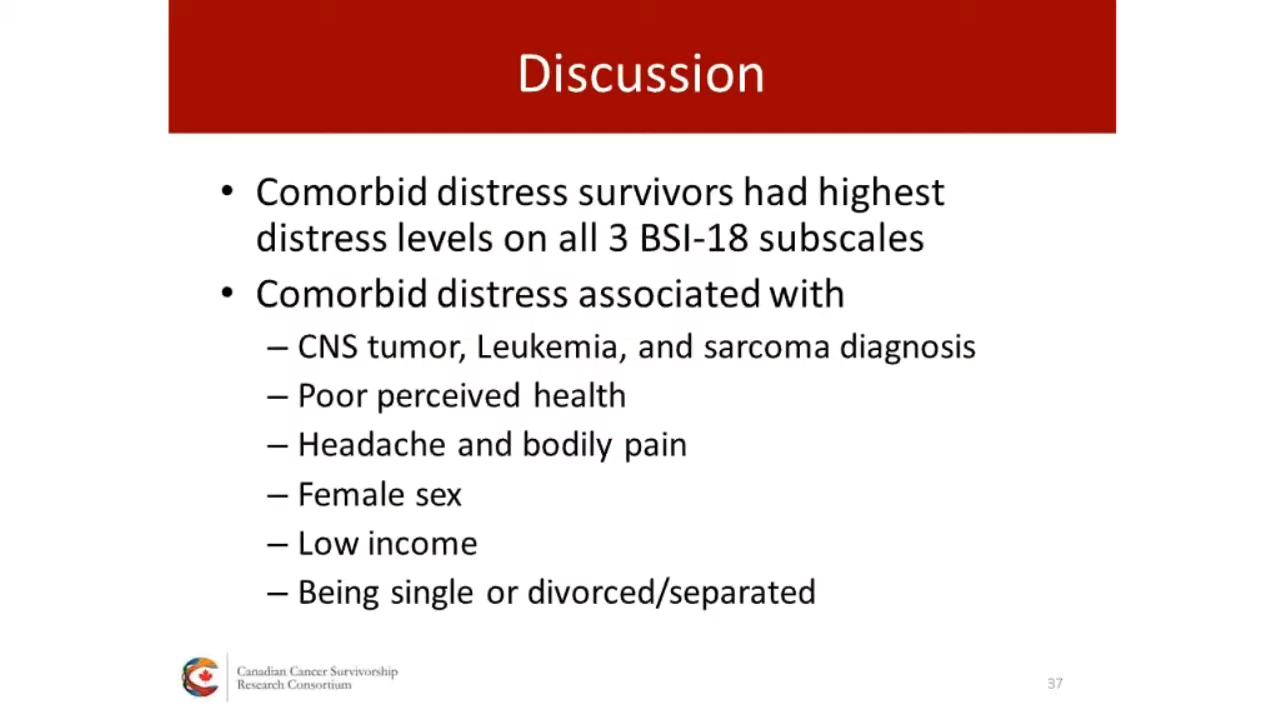 Discussion
• Comorbid distress survivors had highest
distress levels on all 3 BSI-18 subscales
• Comorbid distress associated with
– CNS tumor, Leukemia, and sarcoma diagnosis
– Poor perceived health
– Headache and bodily pain
– Female sex
– Low income
– Being single or divorced/separated
Canadian Cancer Survivorship
Research Consortium
37